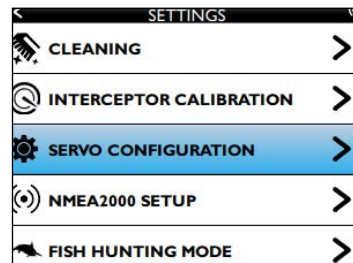 SETTINGS
CLEANING
INTERCEPTOR CALIBRATION
SERVO CONFIGURATION
NMEA2000 SETUP
FISH HUNTING MODE